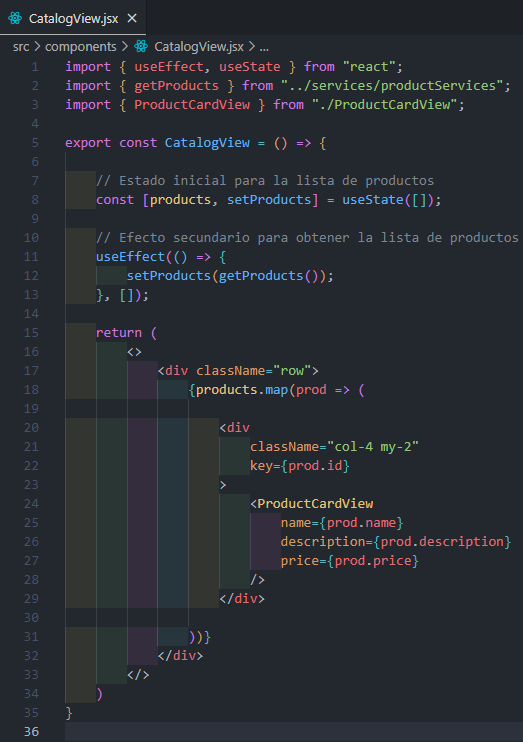 CatalogView.jsx ×
src > components > CatalogView.jsx > ...
1 import { useEffect, useState } from "react";
2 import { getProducts } from "../services/productServices";
3 import { ProductCardView } from "./ProductCardView";
4
5 export const CatalogView = () => {
6
7 // Estado inicial para la lista de productos
8 const [products, setProducts] = useState([]);
9
10 // Efecto secundario para obtener la lista de productos
11 useEffect(() => {
12 setProducts(getProducts());
13 }, []);
14
15 return (
16 <>
17 <div className="row">
18 {products.map(prod => (
19
20 <div
21 className="col-4 my-2"
22 key={prod.id}
23 >
24 <ProductCardView
25 name={prod.name}
26 description={prod.description}
27 price={prod.price}
28 />
29 </div>
30
31 ))}
32 </div>
33 </>
34 )
35 }
36